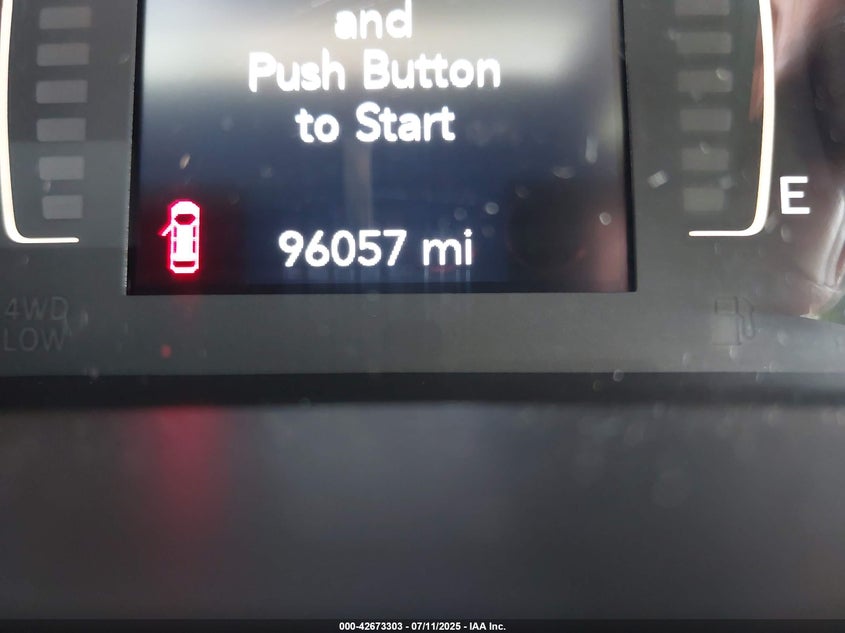 and
Push Button
to Start
E
96057 mi
4WD
LOW
000-42673303 - 07/11/2025 - IAA Inc.